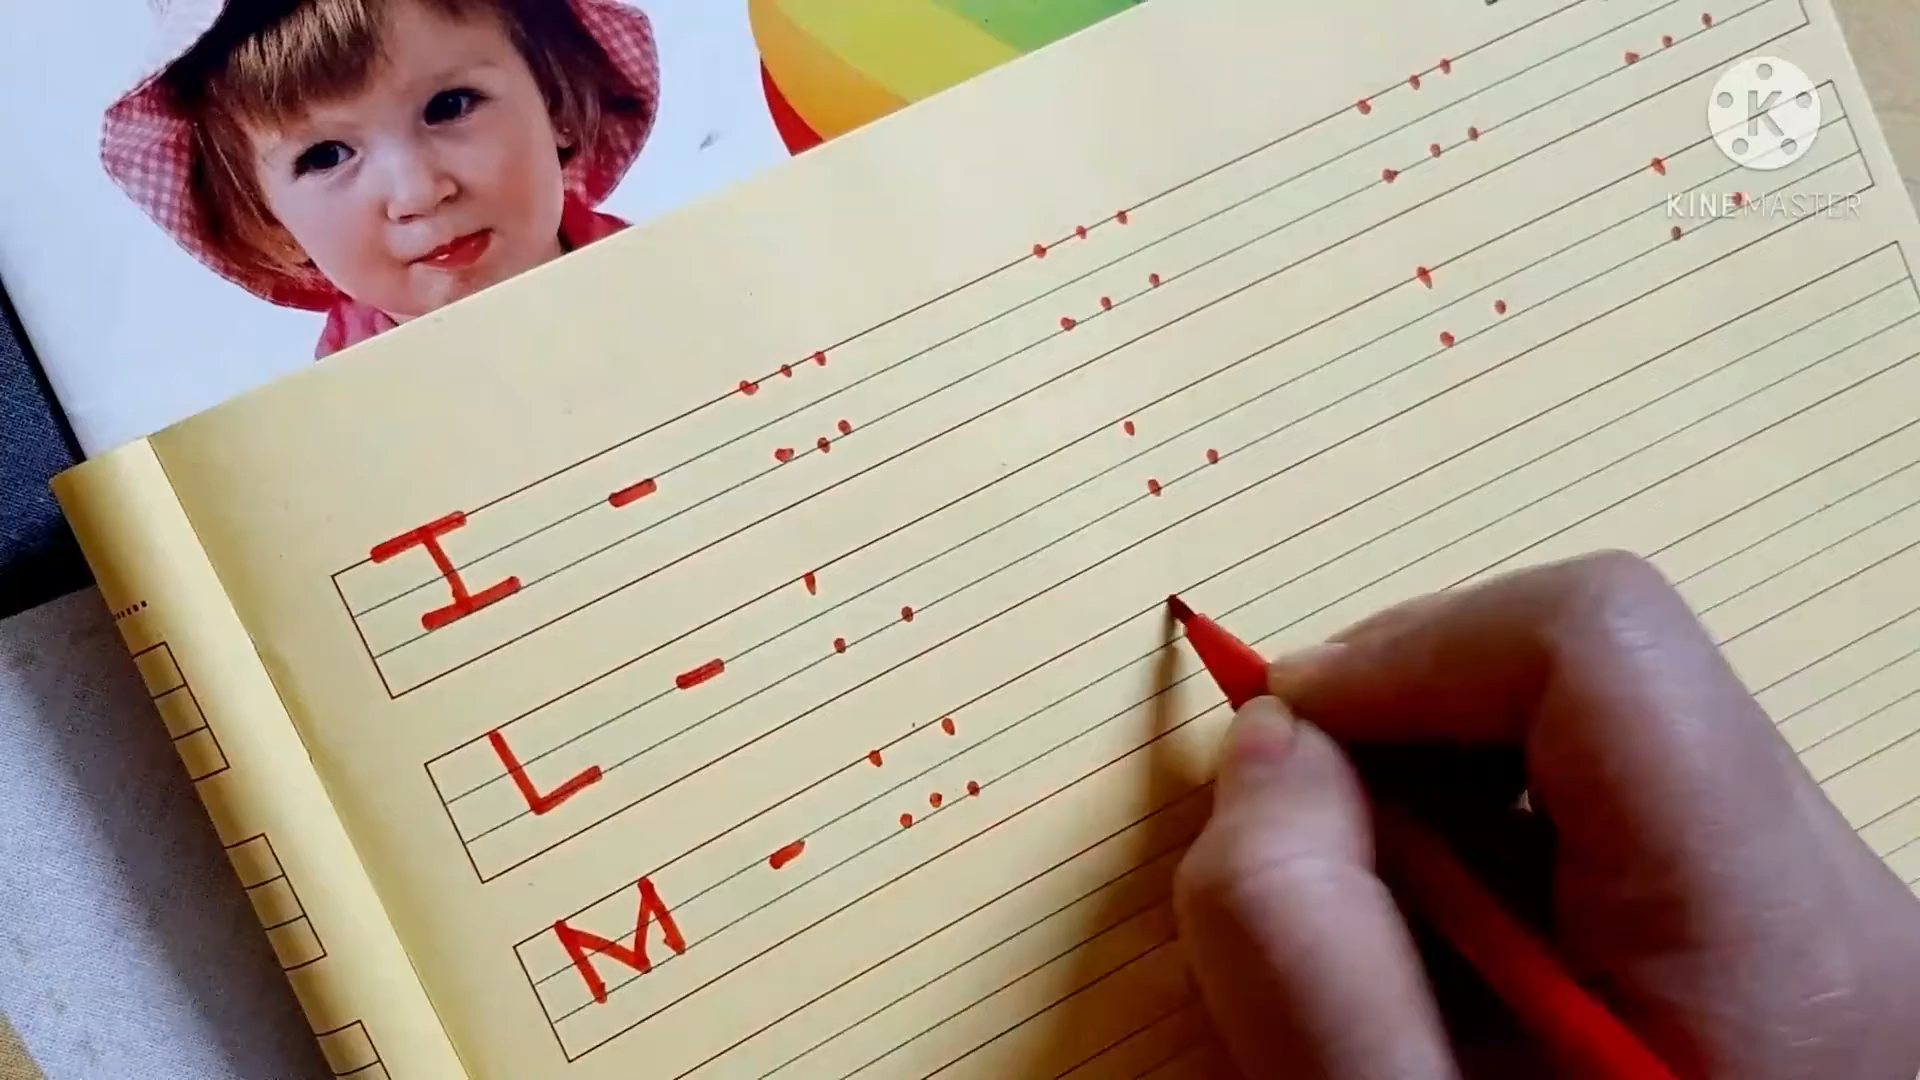 K
KINEMASTER
I -
L -
M -